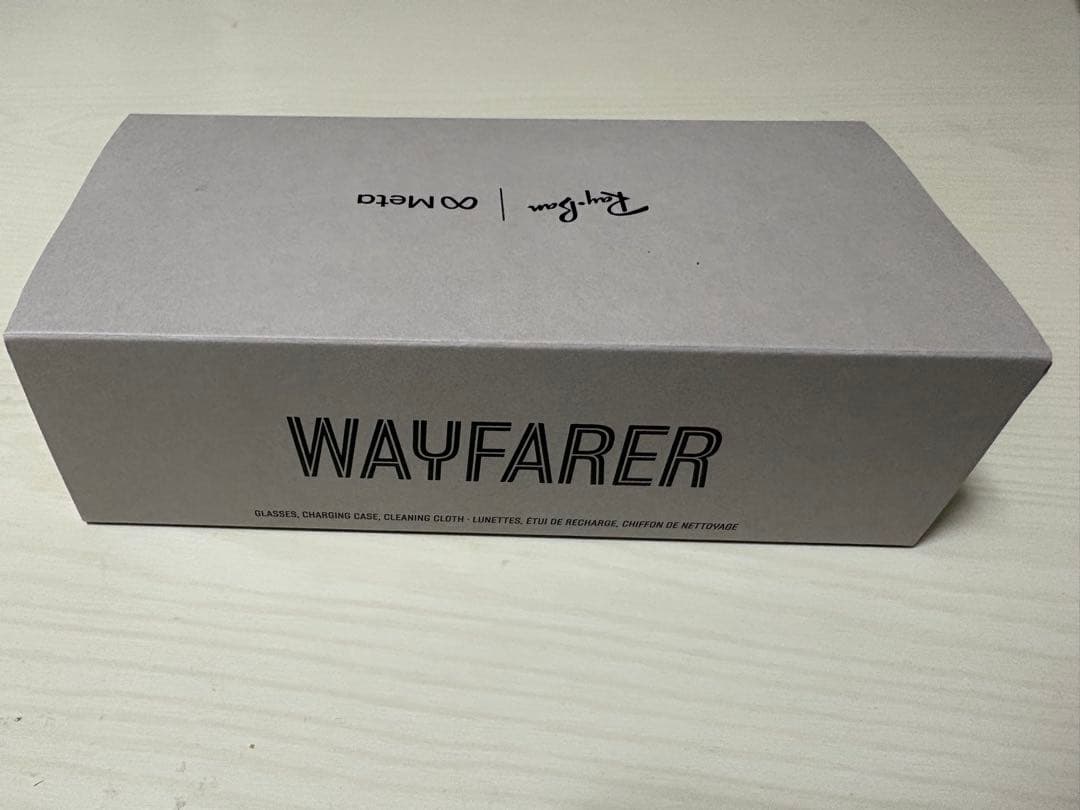 Ray-Ban | Meta
WAYFARER
GLASSES, CHARGING CASE, CLEANING CLOTH - LUNETTES, ÉTUI DE RECHARGE, CHIFFON DE NETTOYAGE